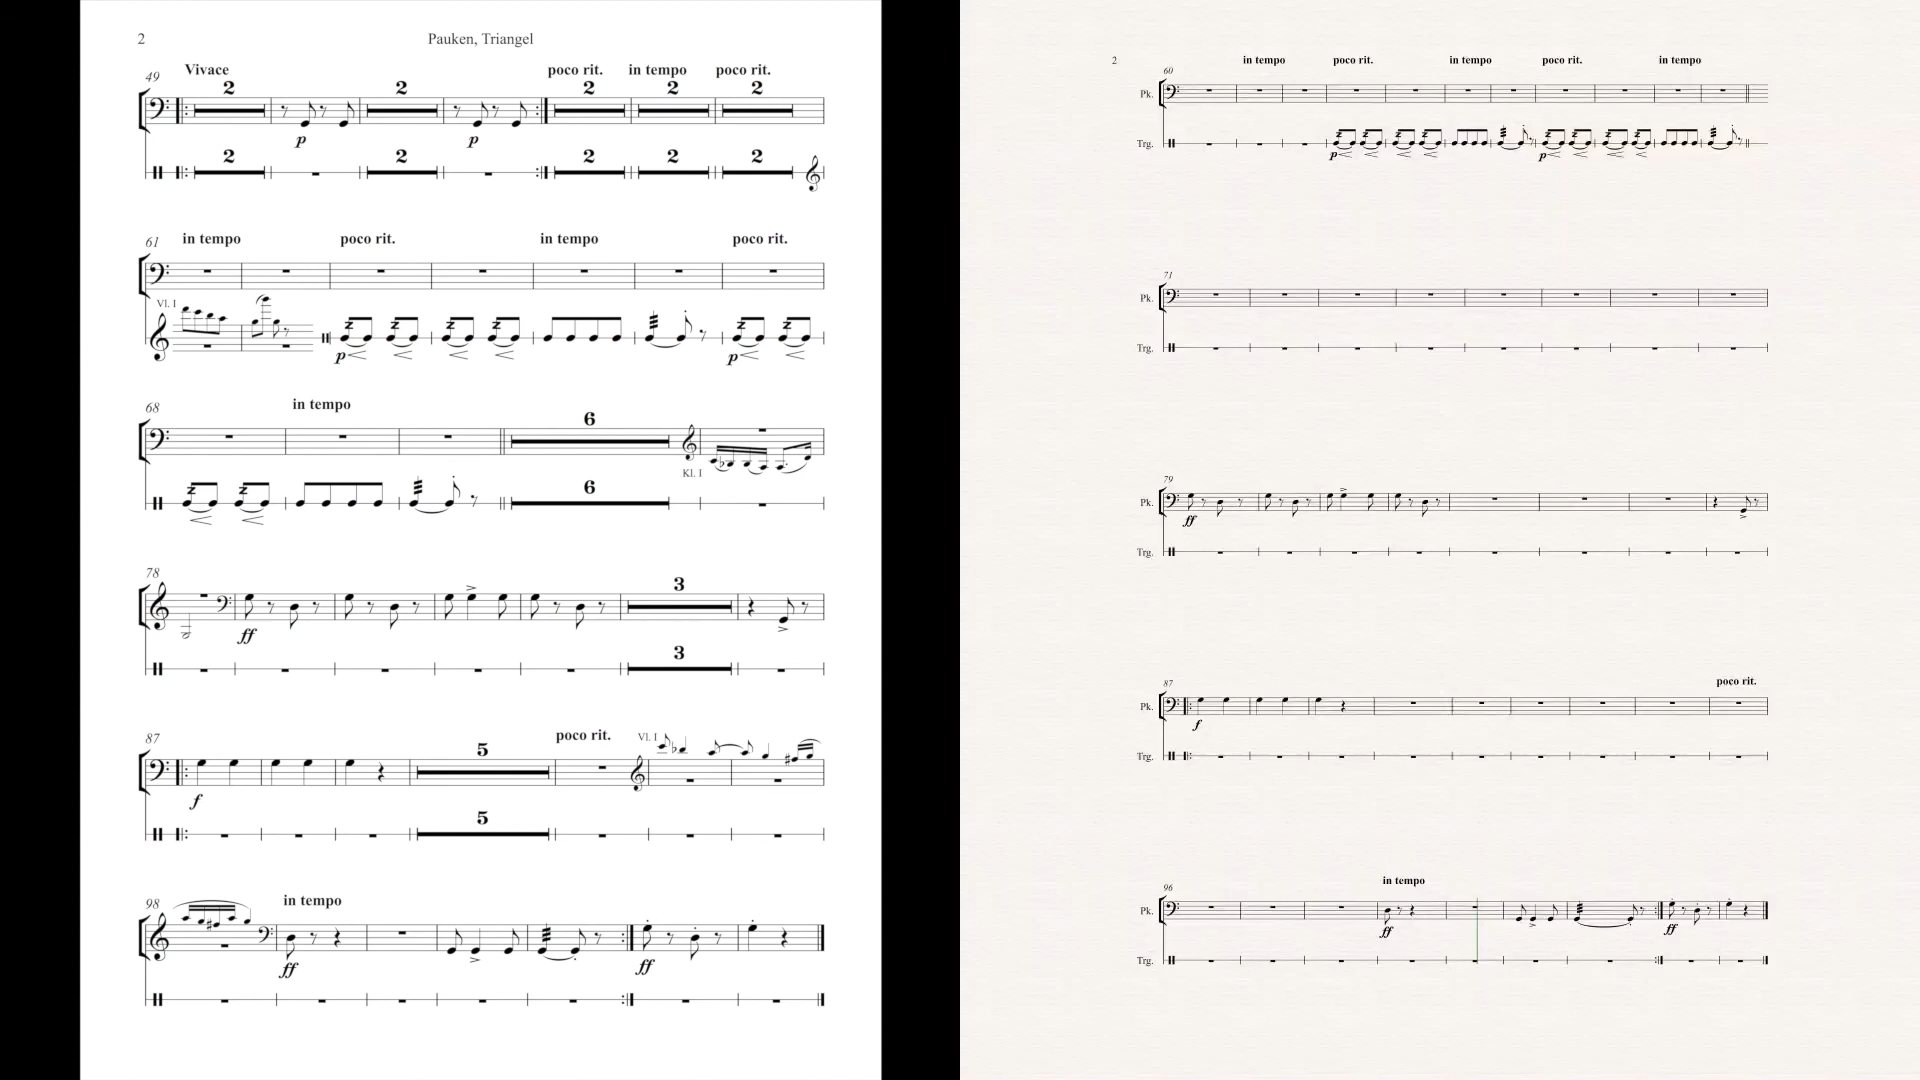 2
Pauken, Triangel
49
Vivace
poco rit.
in tempo
poco rit.
2 2 2 2 2
p p
2 2 2 2 2
61
in tempo
poco rit.
in tempo
poco rit.
Vl. I
p p
68
in tempo
6
Kl. I
6
78
3
ff
3
87
poco rit.
Vl. I
5
f
5
98
in tempo
ff ff
2
60
in tempo
poco rit.
in tempo
poco rit.
in tempo
Pk.
Trg.
p p
71
Pk.
Trg.
79
Pk.
ff
Trg.
87
poco rit.
Pk.
f
Trg.
96
in tempo
Pk.
ff ff
Trg.